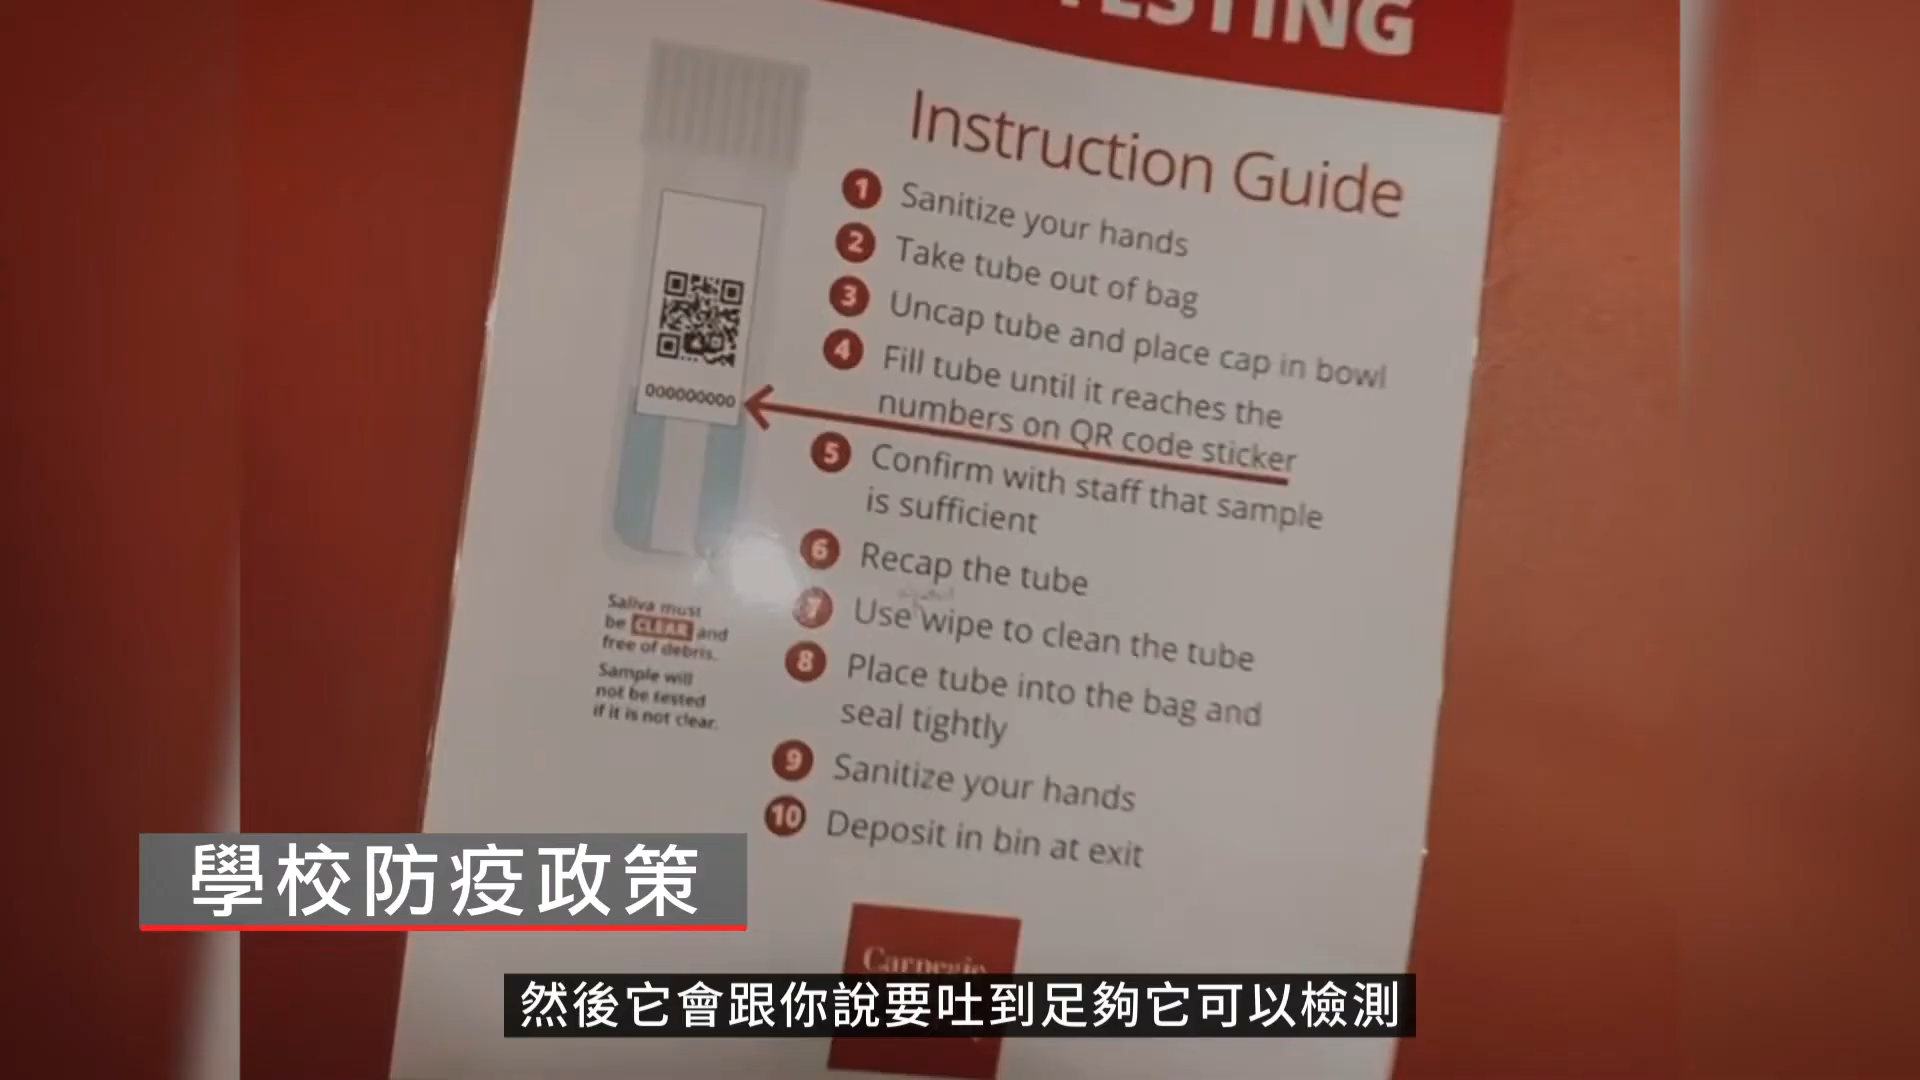 TESTING
Instruction Guide
1 Sanitize your hands
2 Take tube out of bag
3 Uncap tube and place cap in bowl
4 Fill tube until it reaches the
numbers on QR code sticker
5 Confirm with staff that sample
is sufficient
6 Recap the tube
7 Use wipe to clean the tube
8 Place tube into the bag and
seal tightly
9 Sanitize your hands
10 Deposit in bin at exit
000000000
Saliva must
be CLEAR and
free of debris.
Sample will
not be tested
if it is not clear.
Carnegie
學校防疫政策
然後它會跟你說要吐到足夠它可以檢測